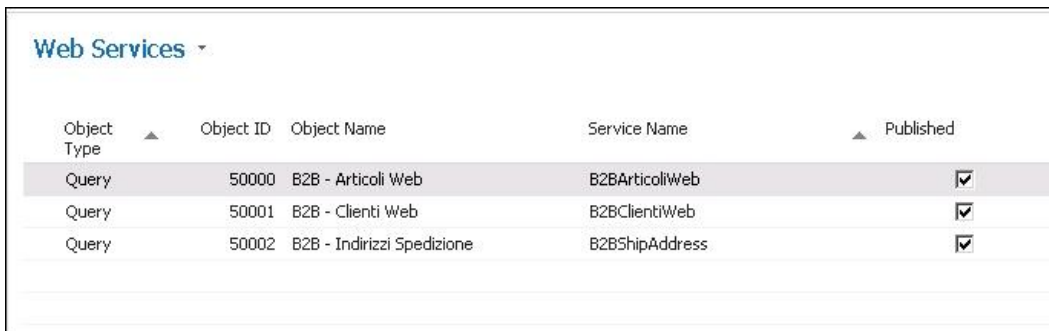 Web Services
Object Type Object ID Object Name Service Name Published
Query 50000 B2B - Articoli Web B2BArticoliWeb
Query 50001 B2B - Clienti Web B2BClientiWeb
Query 50002 B2B - Indirizzi Spedizione B2BShipAddress